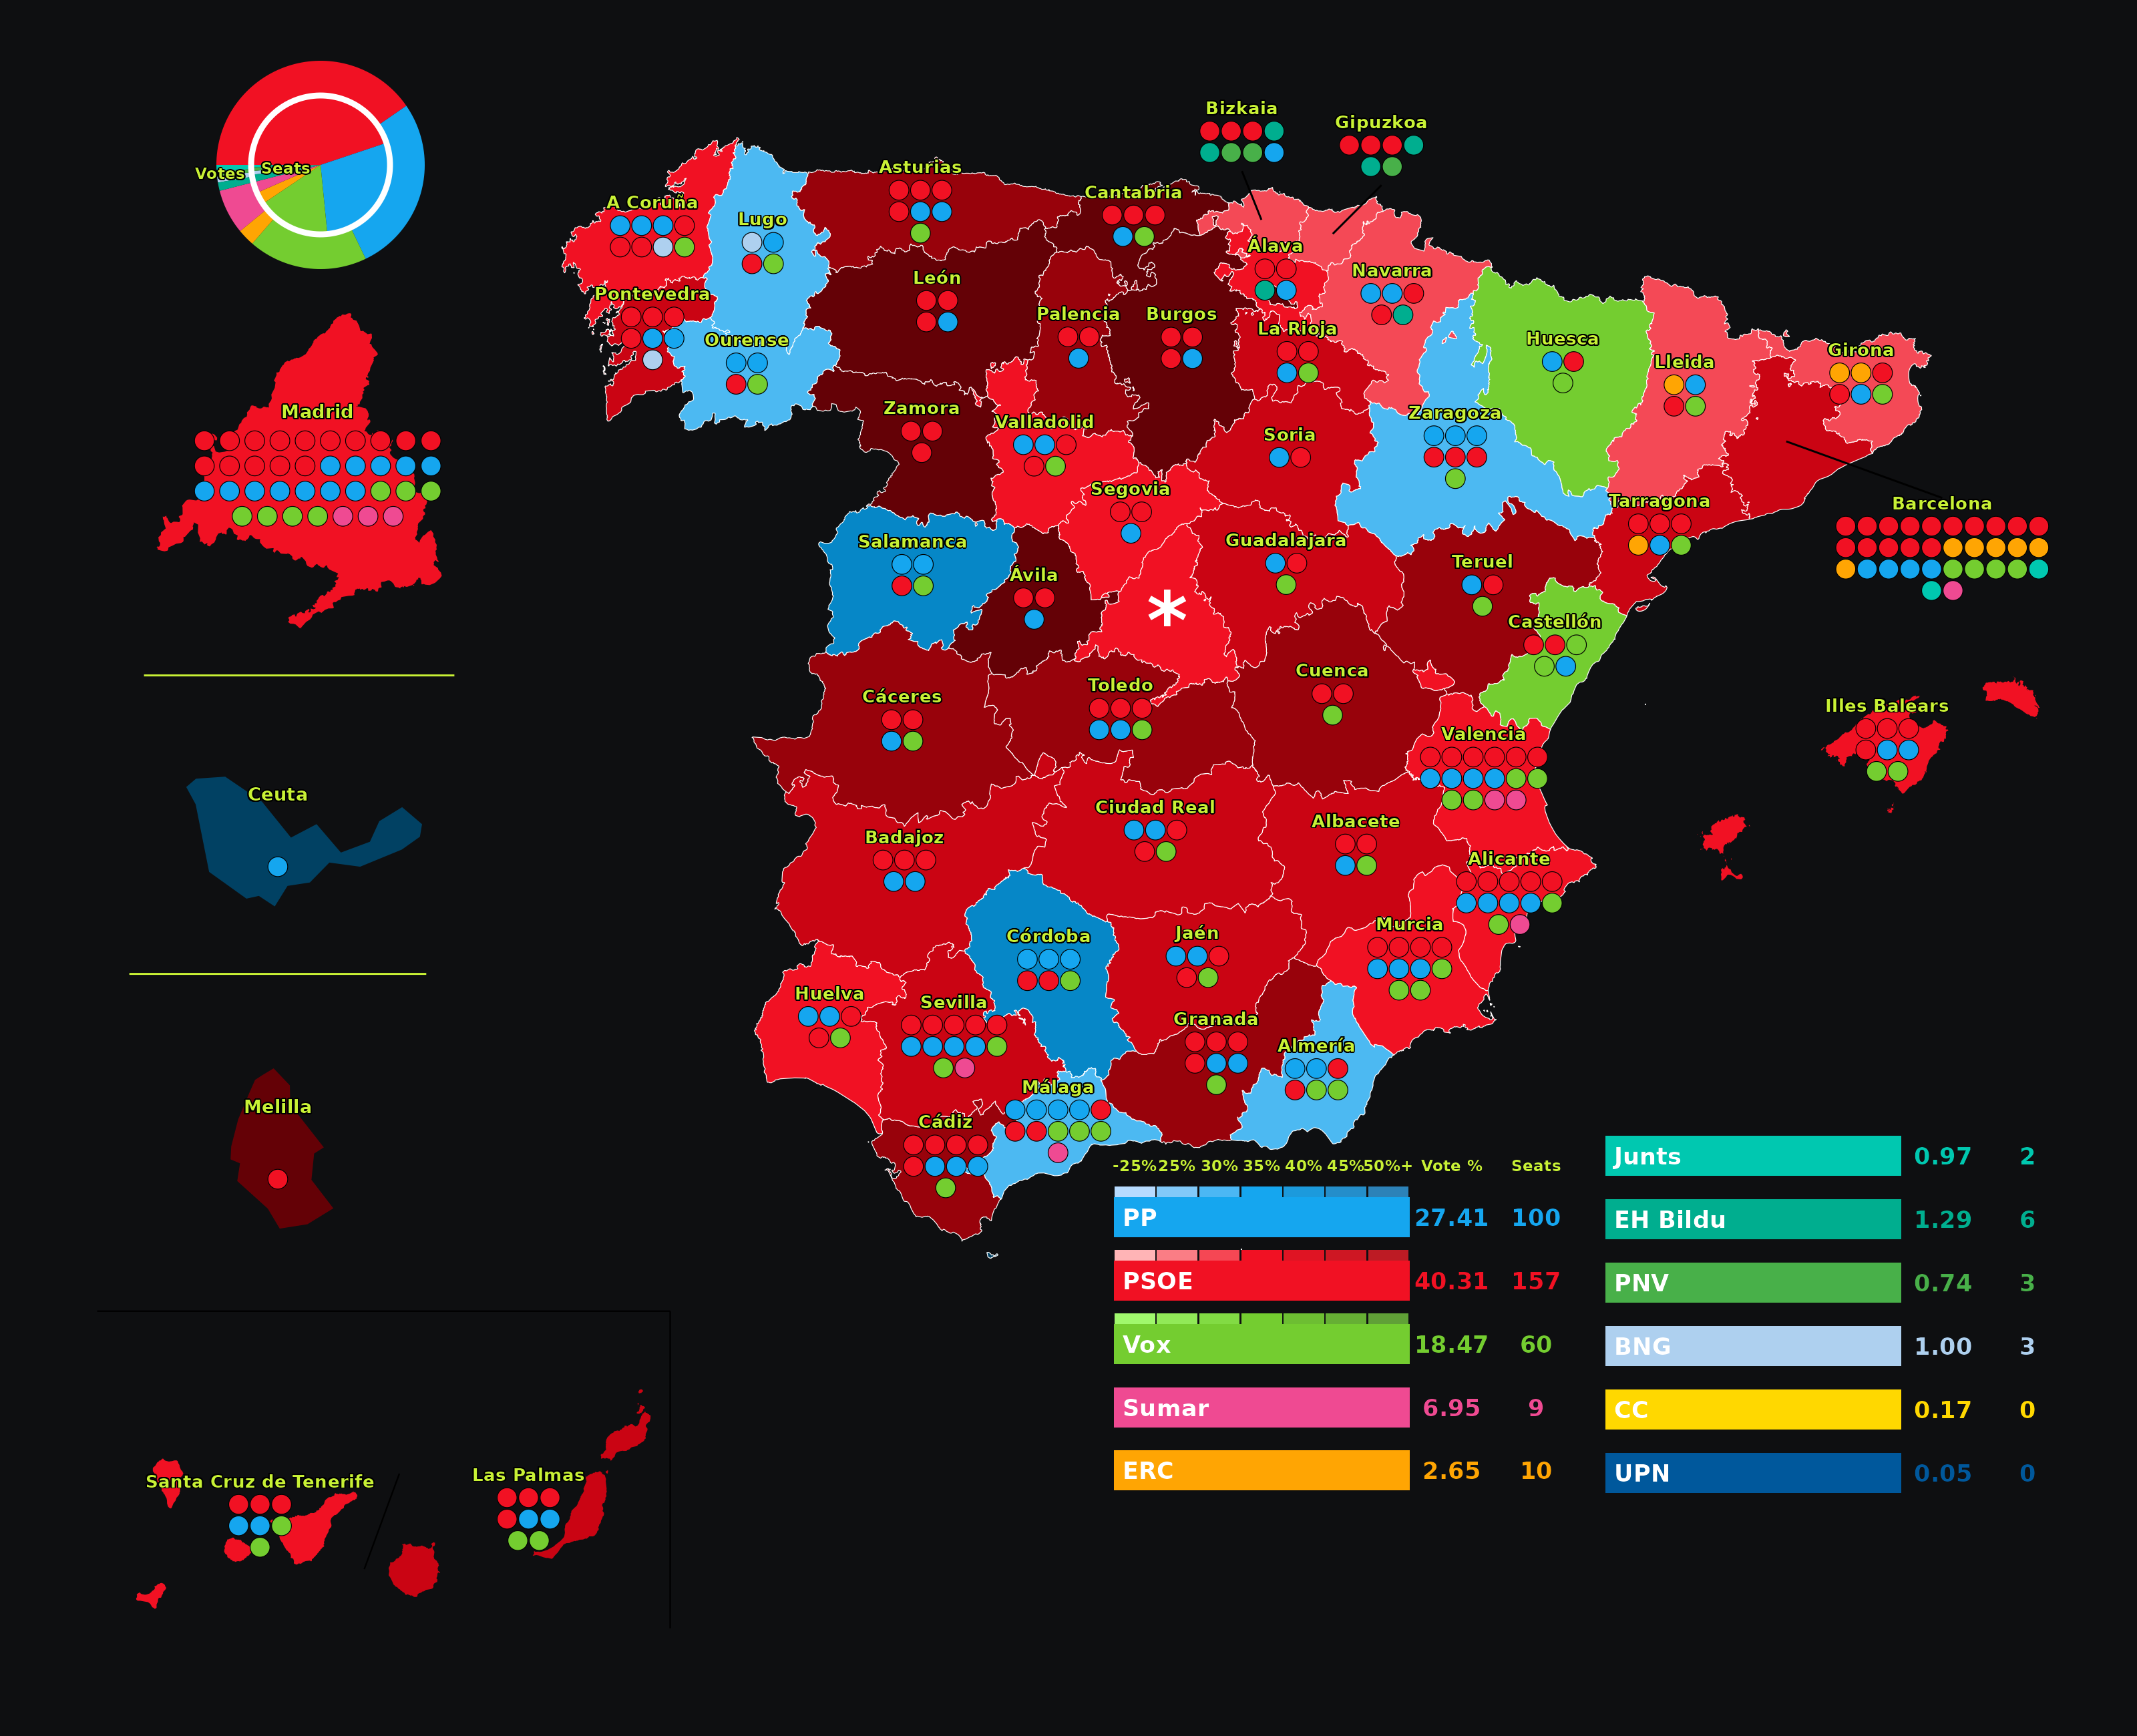 Bizkaia
Gipuzkoa
Votes
Seats
Asturias
Cantabria
A Coruña
Lugo
Álava
Navarra
León
Pontevedra
Palencia
Burgos
La Rioja
Ourense
Huesca
Girona
Lleida
Madrid
Zamora
Valladolid
Soria
Zaragoza
Segovia
Tarragona
Barcelona
Salamanca
Guadalajara
Teruel
Ávila
*
Castellón
Cáceres
Toledo
Cuenca
Illes Balears
Valencia
Ceuta
Ciudad Real
Albacete
Badajoz
Alicante
Murcia
Córdoba
Jaén
Huelva
Sevilla
Granada
Almería
Málaga
Melilla
Cádiz
-25% 25% 30% 35% 40% 45% 50%+ Vote % Seats
PP 27.41 100
PSOE 40.31 157
Vox 18.47 60
Sumar 6.95 9
ERC 2.65 10
Junts 0.97 2
EH Bildu 1.29 6
PNV 0.74 3
BNG 1.00 3
CC 0.17 0
UPN 0.05 0
Santa Cruz de Tenerife
Las Palmas